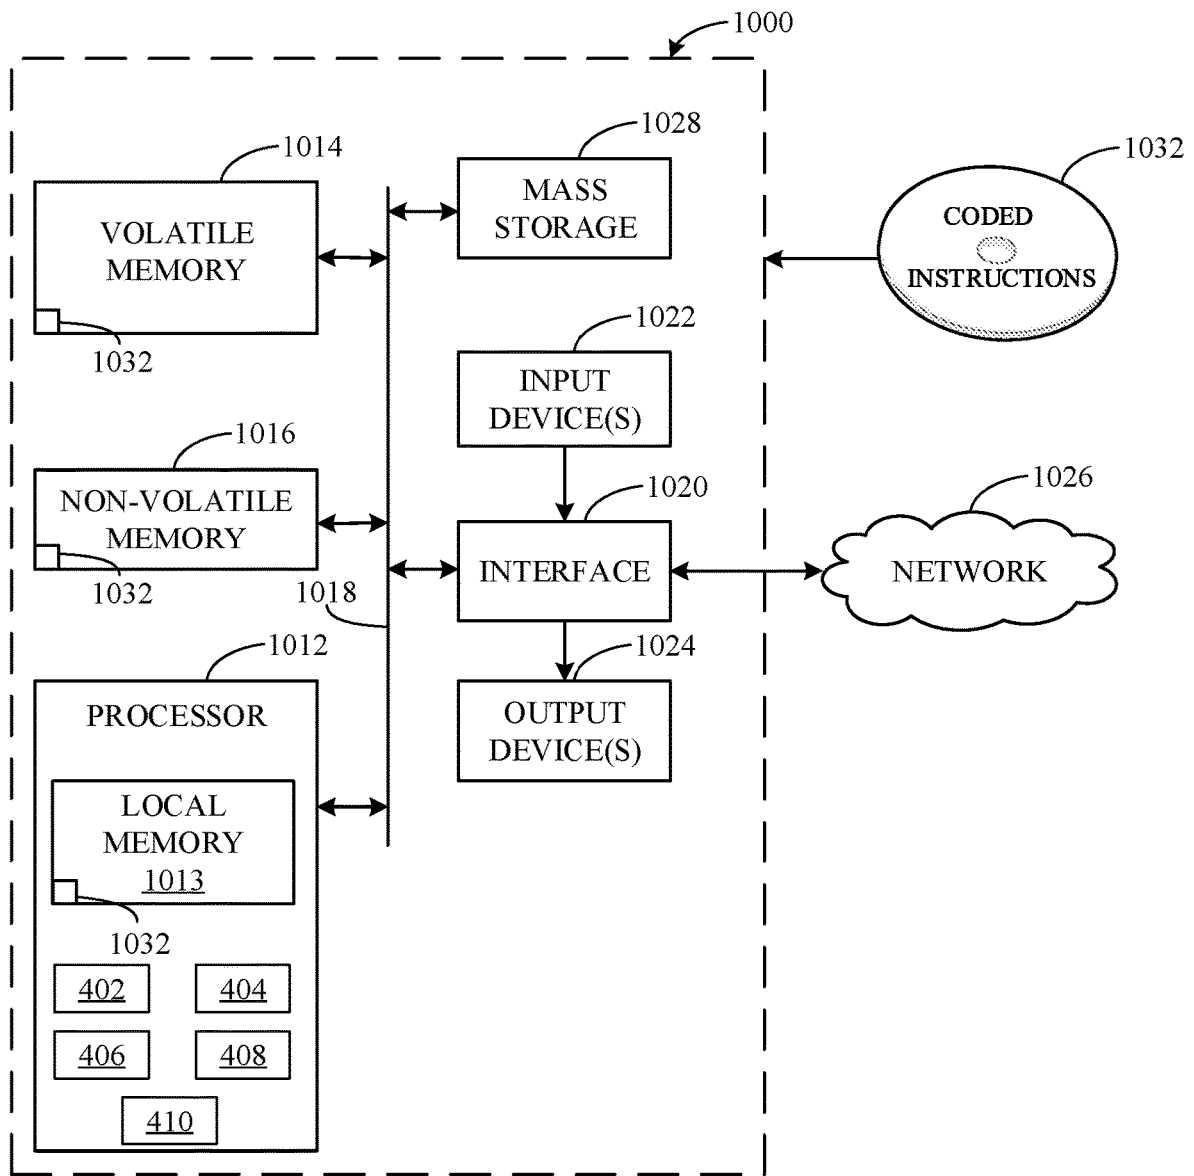 1000
1014
VOLATILE
MEMORY
1032
1028
MASS
STORAGE
1032
CODED
INSTRUCTIONS
1022
INPUT
DEVICE(S)
1016
NON-VOLATILE
MEMORY
1032
1020
INTERFACE
1026
NETWORK
1018
1012
PROCESSOR
1024
OUTPUT
DEVICE(S)
LOCAL
MEMORY
1013
1032
402
404
406
408
410